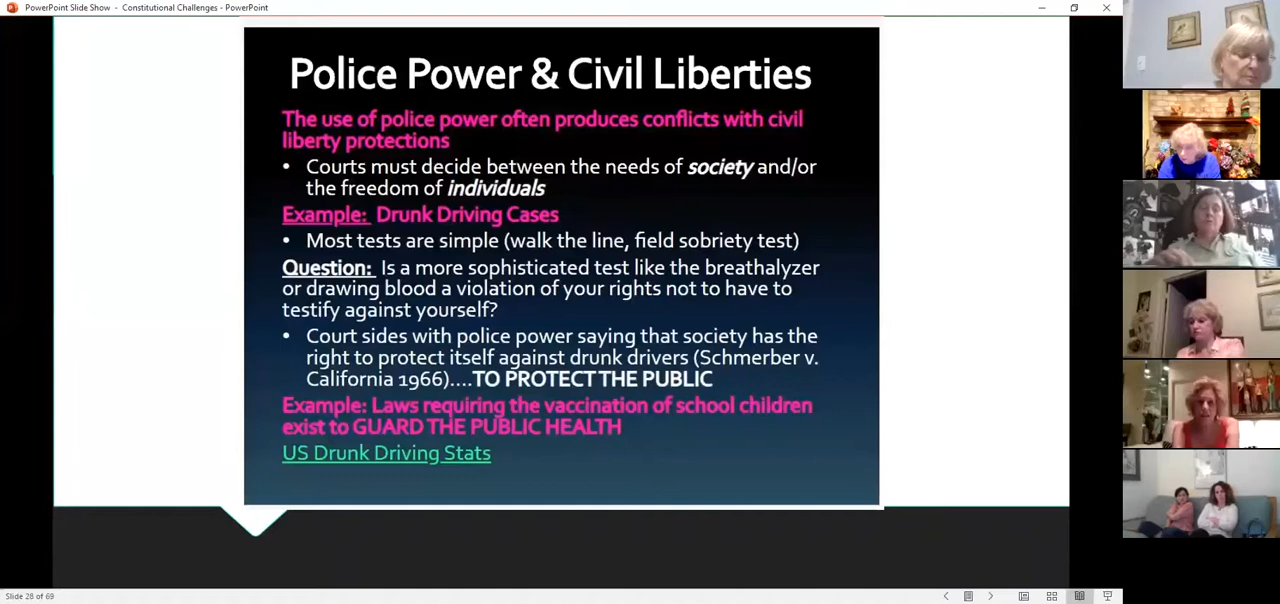 PowerPoint Slide Show - Constitutional Challenges - PowerPoint
Police Power & Civil Liberties
The use of police power often produces conflicts with civil
liberty protections
• Courts must decide between the needs of society and/or
the freedom of individuals
Example: Drunk Driving Cases
• Most tests are simple (walk the line, field sobriety test)
Question: Is a more sophisticated test like the breathalyzer
or drawing blood a violation of your rights not to have to
testify against yourself?
• Court sides with police power saying that society has the
right to protect itself against drunk drivers (Schmerber v.
California 1966)....TO PROTECT THE PUBLIC
Example: Laws requiring the vaccination of school children
exist to GUARD THE PUBLIC HEALTH
US Drunk Driving Stats
Slide 28 of 69